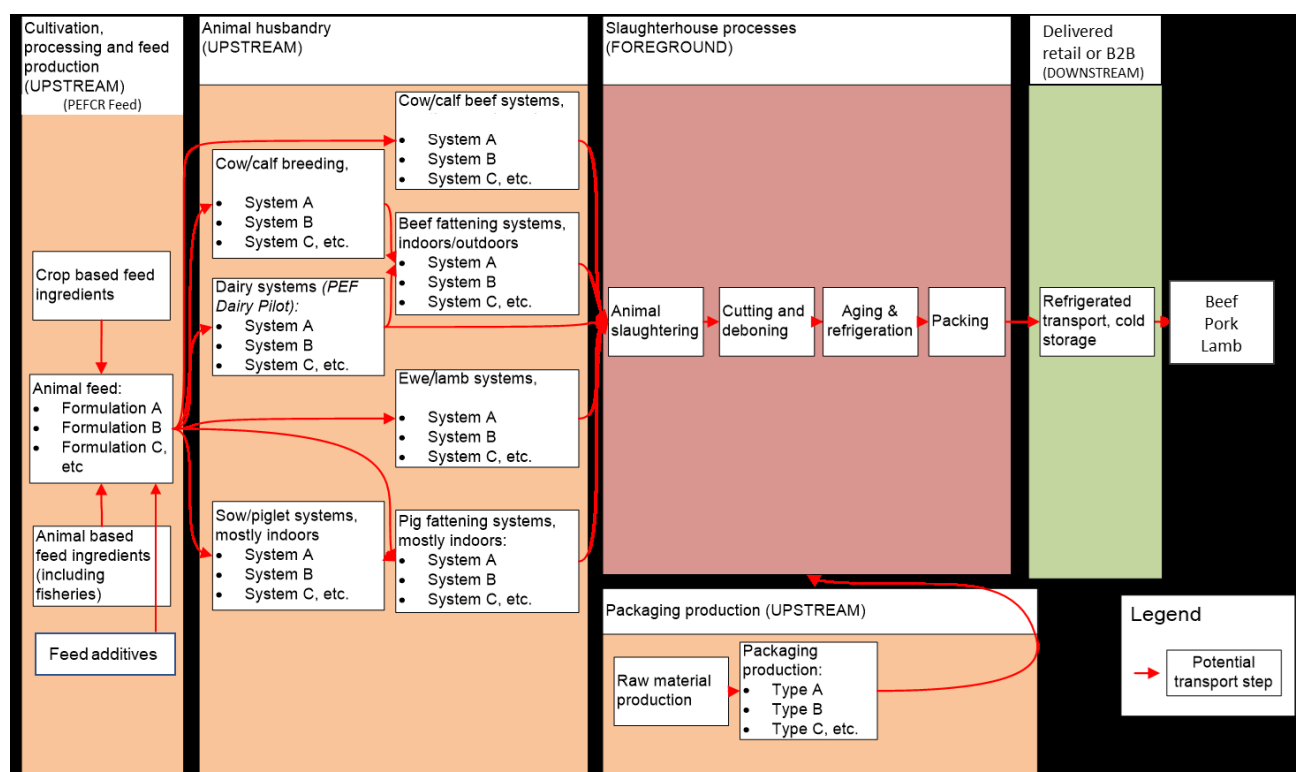 Cultivation,
processing and feed
production
(UPSTREAM)
(PEFCR Feed)
Animal husbandry
(UPSTREAM)
Slaughterhouse processes
(FOREGROUND)
Delivered
retail or B2B
(DOWNSTREAM)
Crop based feed
ingredients
Animal feed:
• Formulation A
• Formulation B
• Formulation C,
etc
Animal based
feed ingredients
(including
fisheries)
Feed additives
Cow/calf breeding,
• System A
• System B
• System C, etc.
Dairy systems (PEF
Dairy Pilot):
• System A
• System B
• System C, etc.
Sow/piglet systems,
mostly indoors
• System A
• System B
• System C, etc.
Cow/calf beef systems,
• System A
• System B
• System C, etc.
Beef fattening systems,
indoors/outdoors
• System A
• System B
• System C, etc.
Ewe/lamb systems,
• System A
• System B
• System C, etc.
Pig fattening systems,
mostly indoors:
• System A
• System B
• System C, etc.
Animal
slaughtering
Cutting and
deboning
Aging &
refrigeration
Packing
Refrigerated
transport, cold
storage
Beef
Pork
Lamb
Packaging production (UPSTREAM)
Raw material
production
Packaging
production:
• Type A
• Type B
• Type C, etc.
Legend
Potential
transport step